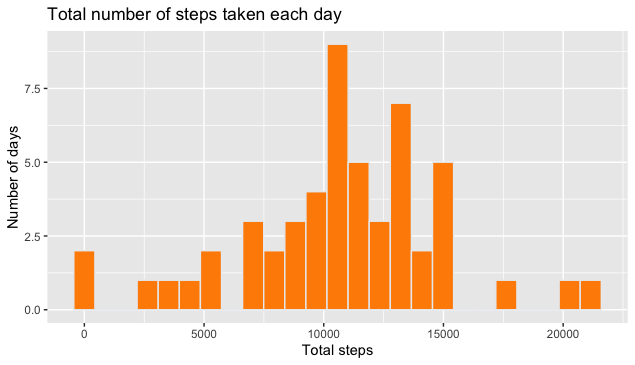 Total number of steps taken each day
Number of days
7.5
5.0
2.5
0.0
0 5000 10000 15000 20000
Total steps